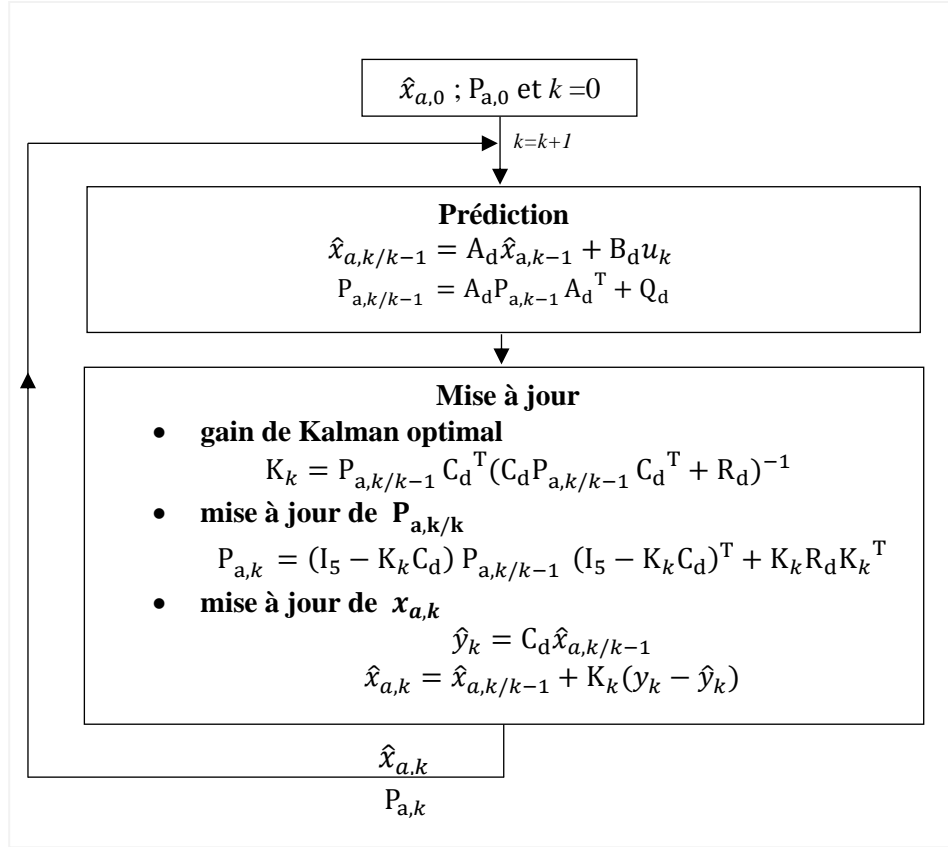 x̂ₐ,₀ ; Pₐ,₀ et k =0
k=k+1
Prédiction
x̂_{a,k/k−1} = A_d x̂_{a,k−1} + B_d u_k
P_{a,k/k−1} = A_d P_{a,k−1} A_d^T + Q_d
Mise à jour
• gain de Kalman optimal
K_k = P_{a,k/k−1} C_d^T (C_d P_{a,k/k−1} C_d^T + R_d)^{−1}
• mise à jour de P_{a,k/k}
P_{a,k} = (I_5 − K_k C_d) P_{a,k/k−1} (I_5 − K_k C_d)^T + K_k R_d K_k^T
• mise à jour de x_{a,k}
ŷ_k = C_d x̂_{a,k/k−1}
x̂_{a,k} = x̂_{a,k/k−1} + K_k (y_k − ŷ_k)
x̂_{a,k}
P_{a,k}